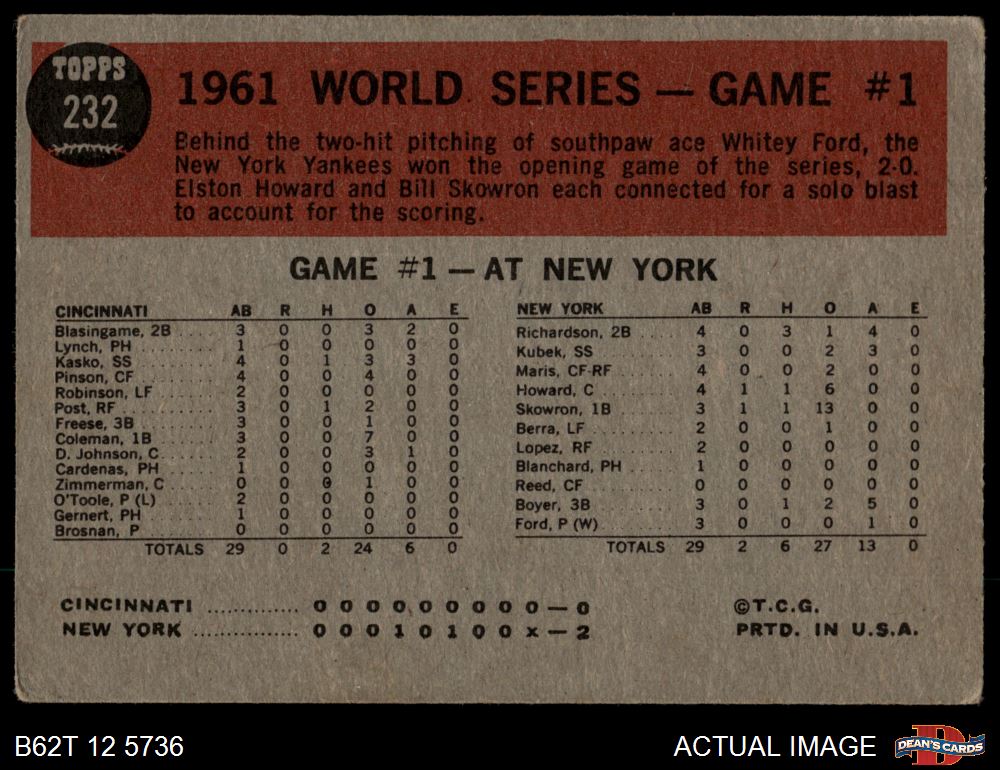 TOPPS
232
1961 WORLD SERIES — GAME #1
Behind the two-hit pitching of southpaw ace Whitey Ford, the
New York Yankees won the opening game of the series, 2-0.
Elston Howard and Bill Skowron each connected for a solo blast
to account for the scoring.
GAME #1 — AT NEW YORK
CINCINNATI AB R H O A E
Blasingame, 2B .... 3 0 0 3 2 0
Lynch, PH ........ 1 0 0 0 0 0
Kasko, SS ........ 4 0 1 3 3 0
Pinson, CF ....... 4 0 0 4 0 0
Robinson, LF ..... 2 0 0 0 0 0
Post, RF ......... 3 0 1 2 0 0
Freese, 3B ....... 3 0 0 1 0 0
Coleman, 1B ...... 3 0 0 7 0 0
D. Johnson, C ..... 2 0 0 3 1 0
Cardenas, PH ..... 1 0 0 0 0 0
Zimmerman, C .... 0 0 0 1 0 0
O'Toole, P (L) .... 2 0 0 0 0 0
Gernert, PH ...... 1 0 0 0 0 0
Brosnan, P ....... 0 0 0 0 0 0
TOTALS 29 0 2 24 6 0
NEW YORK AB R H O A E
Richardson, 2B .... 4 0 3 1 4 0
Kubek, SS ........ 3 0 0 2 3 0
Maris, CF-RF ..... 4 0 0 2 0 0
Howard, C ........ 4 1 1 6 0 0
Skowron, 1B ...... 3 1 1 13 0 0
Berra, LF ........ 2 0 0 1 0 0
Lopez, RF ........ 2 0 0 0 0 0
Blanchard, PH .... 1 0 0 0 0 0
Reed, CF ......... 0 0 0 0 0 0
Boyer, 3B ........ 3 0 1 2 5 0
Ford, P (W) ...... 3 0 0 0 1 0
TOTALS 29 2 6 27 13 0
CINCINNATI .............. 0 0 0 0 0 0 0 0 0 — 0
NEW YORK ................ 0 0 0 1 0 1 0 0 x — 2
©T.C.G.
PRTD. IN U.S.A.
B62T 12 5736
ACTUAL IMAGE
D
DEAN'S CARDS